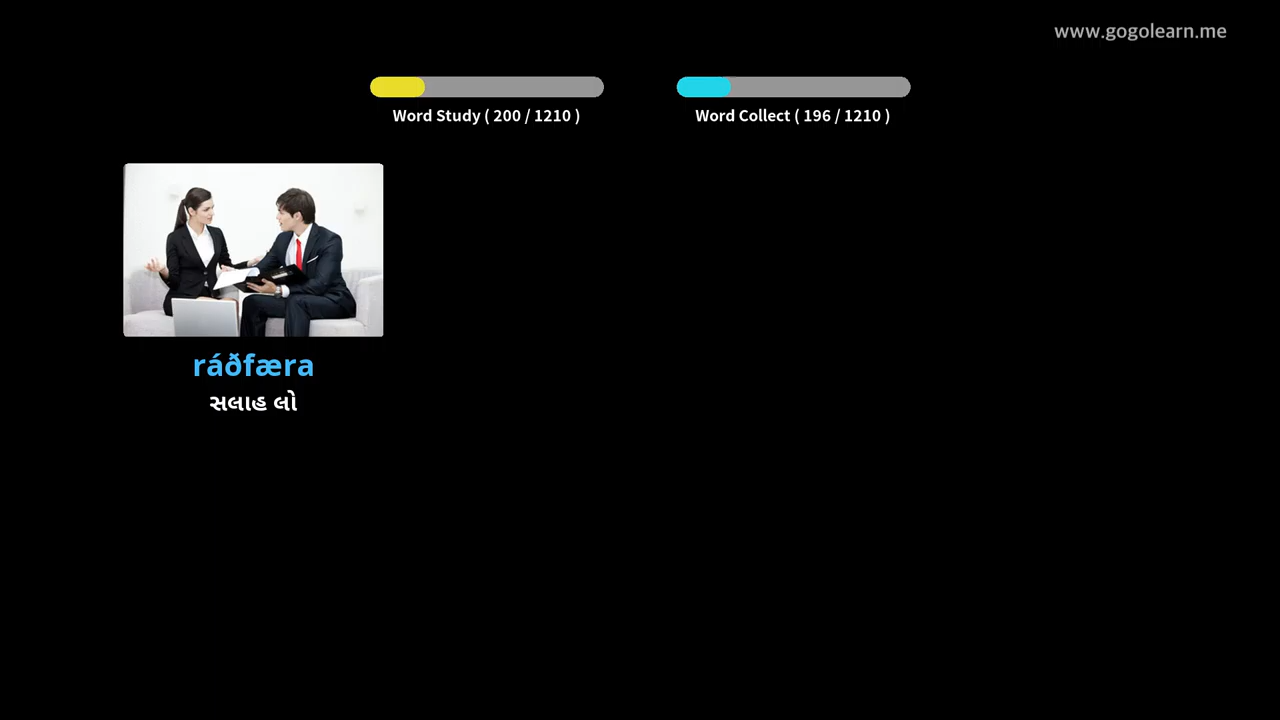 www.gogolearn.me
Word Study ( 200 / 1210 )
Word Collect ( 196 / 1210 )
ráðfæra
સલાહ લો